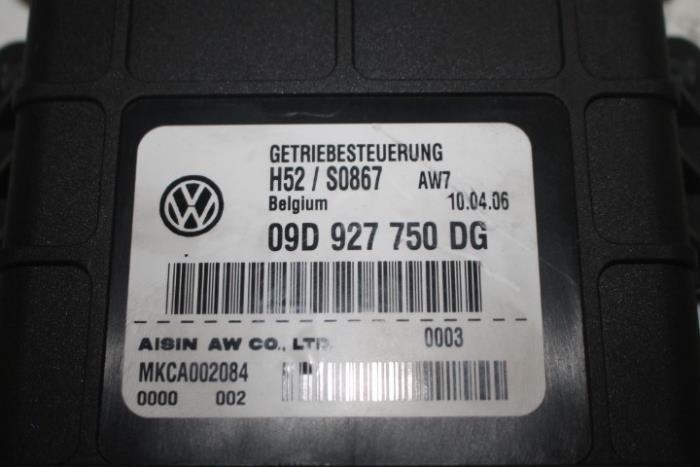 GETRIEBESTEUERUNG
H52 / S0867 AW7
Belgium 10.04.06
09D 927 750 DG
AISIN AW CO., LTD. 0003
MKCA002084
0000 002